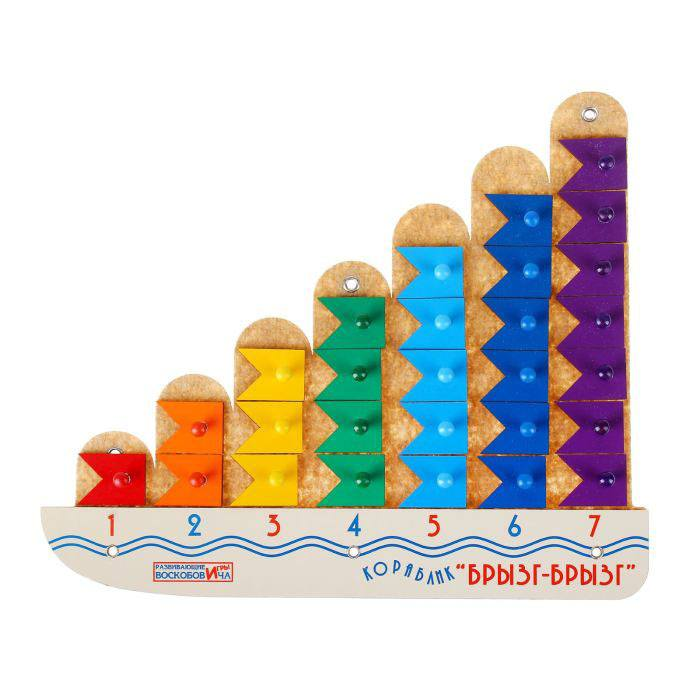 1 2 3 4 5 6 7
РАЗВИВАЮЩИЕ ИГРЫ
ВОСКОБОВИЧА
КОРАБЛИК "БРЫЗГ-БРЫЗГ"